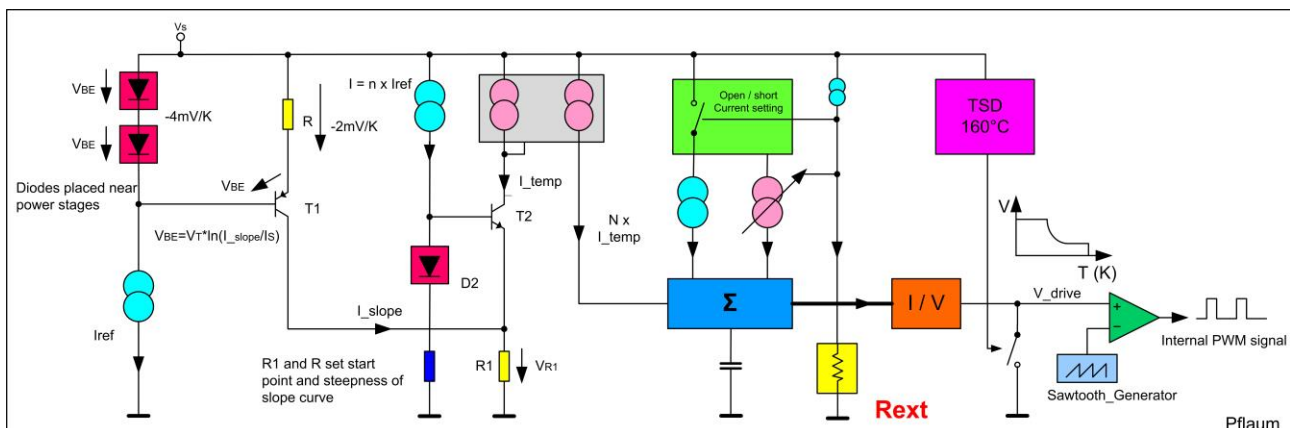 Vs
VBE
-4mV/K
VBE
Diodes placed near
power stages
R
-2mV/K
VBE
T1
VBE=VT*ln(I_slope/IS)
Iref
I = n x Iref
I_temp
T2
D2
I_slope
R1 and R set start
point and steepness of
slope curve
R1
VR1
N x
I_temp
Open / short
Current setting
Σ
Rext
I / V
TSD
160°C
V
T (K)
V_drive
+
−
Internal PWM signal
Sawtooth_Generator
Pflaum